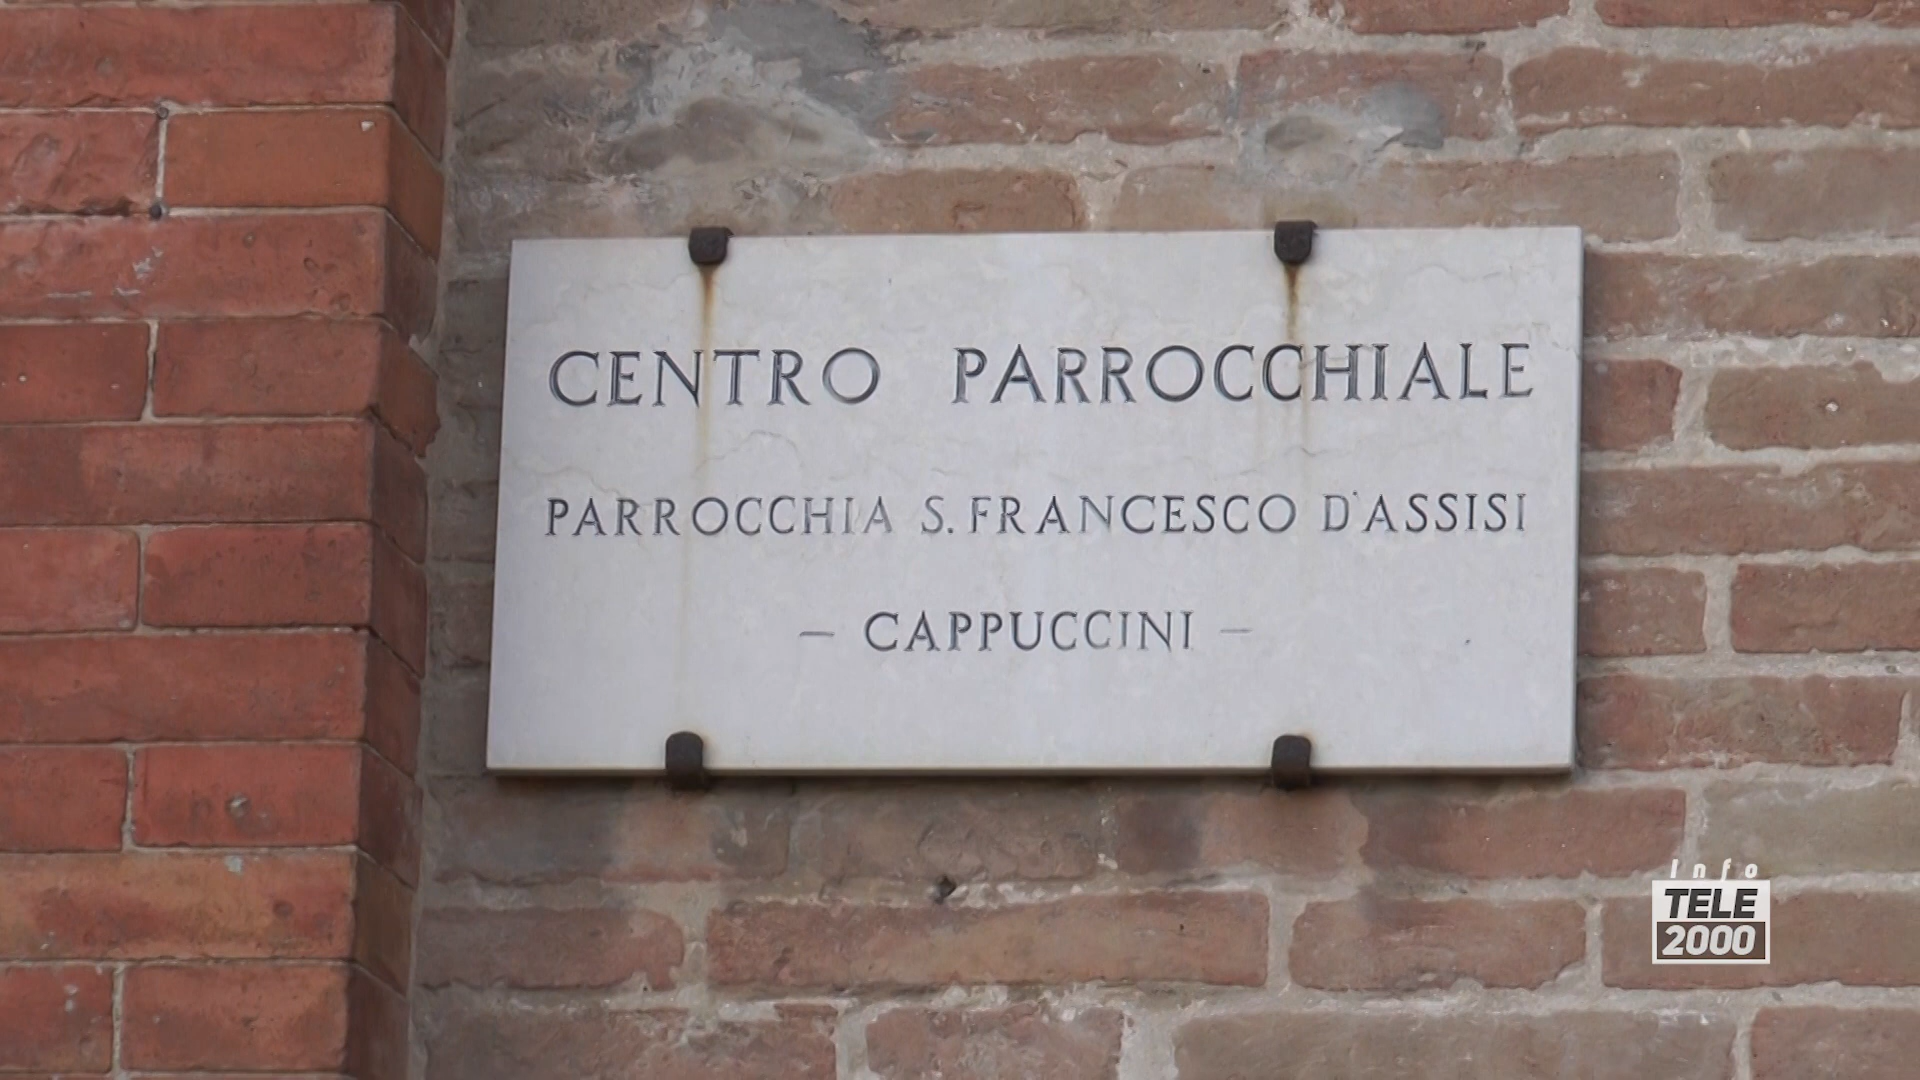 CENTRO PARROCCHIALE
PARROCCHIA S. FRANCESCO D'ASSISI
– CAPPUCCINI –
Info
TELE
2000